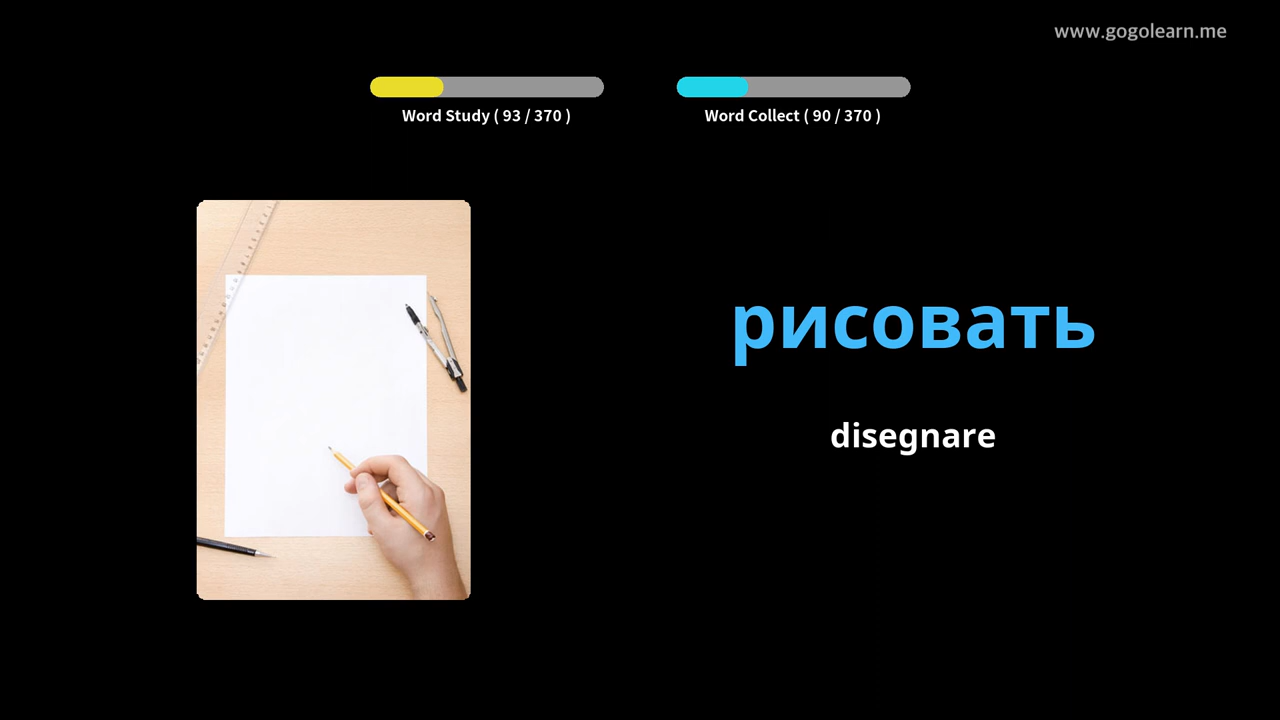 www.gogolearn.me
Word Study ( 93 / 370 )
Word Collect ( 90 / 370 )
рисовать
disegnare